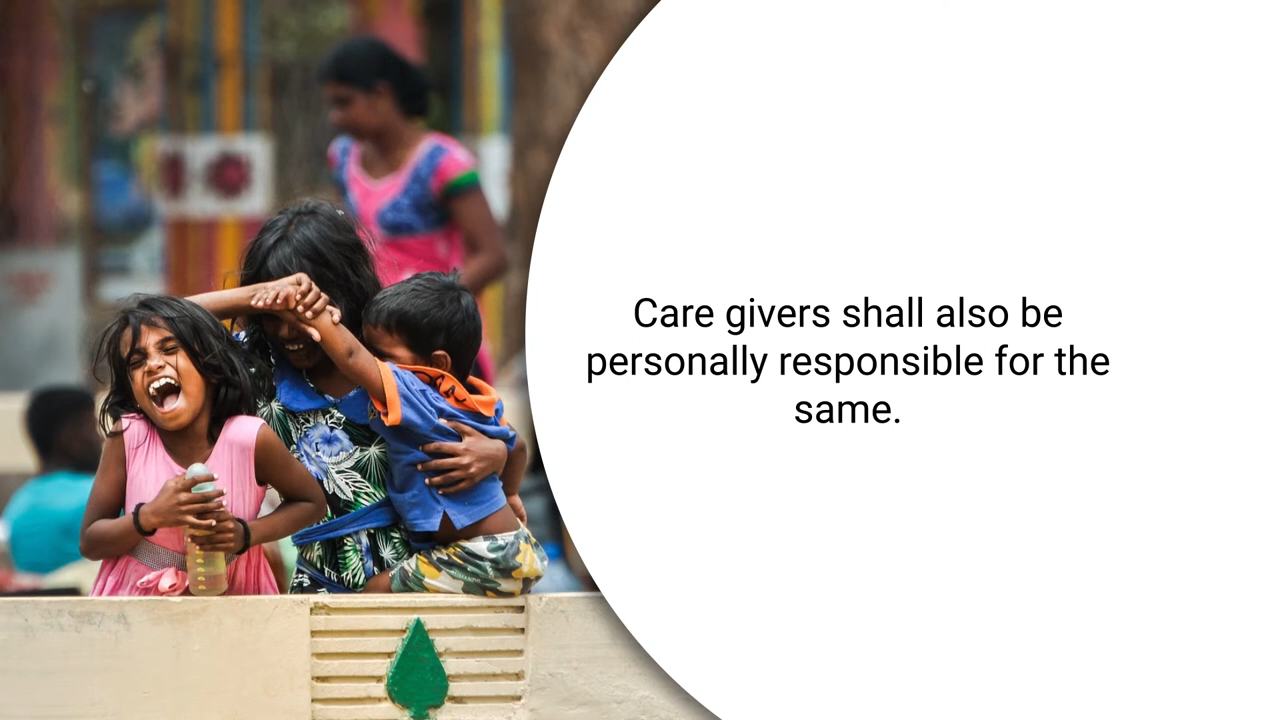 Care givers shall also be
personally responsible for the
same.